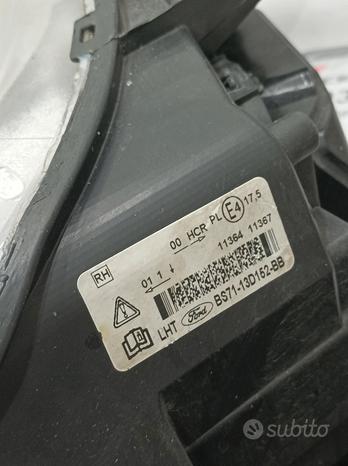 RH
01 1
00 HCR PL E4 17,5
11364 11367
LHT Ford BS71-13D152-BB
subito